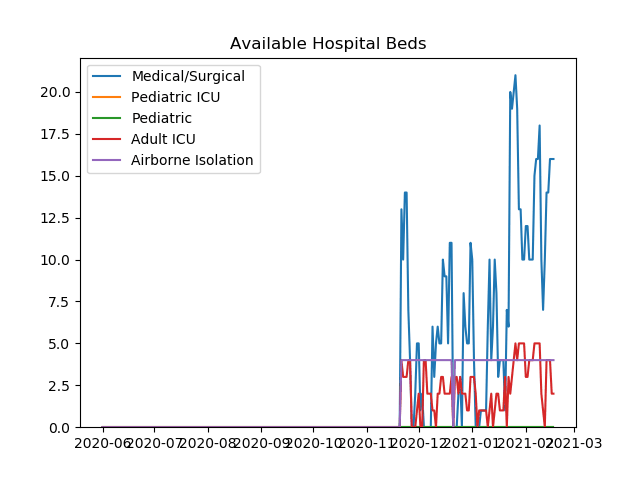 Available Hospital Beds
Medical/Surgical
Pediatric ICU
Pediatric
Adult ICU
Airborne Isolation
20.0
17.5
15.0
12.5
10.0
7.5
5.0
2.5
0.0
2020-06 2020-07 2020-08 2020-09 2020-10 2020-11 2020-12 2021-01 2021-02 2021-03